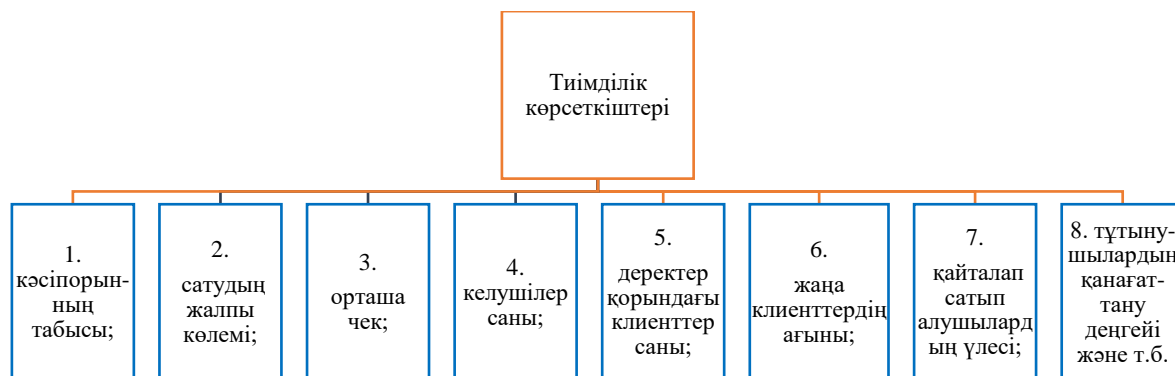 Тиімділік
көрсеткіштері
1.
кәсіпорын-
ның
табысы;
2.
сатудың
жалпы
көлемі;
3.
орташа
чек;
4.
келушілер
саны;
5.
деректер
қорындағы
клиенттер
саны;
6.
жаңа
клиенттердің
ағыны;
7.
қайталап
сатып
алушылард
ың үлесі;
8. тұтыну-
шылардың
қанағат-
тану
деңгейі
және т.б.